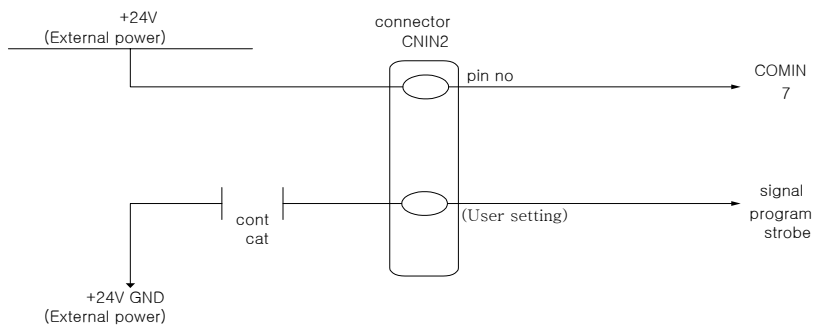 +24V
(External power)
connector
CNIN2
pin no
COMIN
7
cont
cat
(User setting)
signal
program
strobe
+24V GND
(External power)